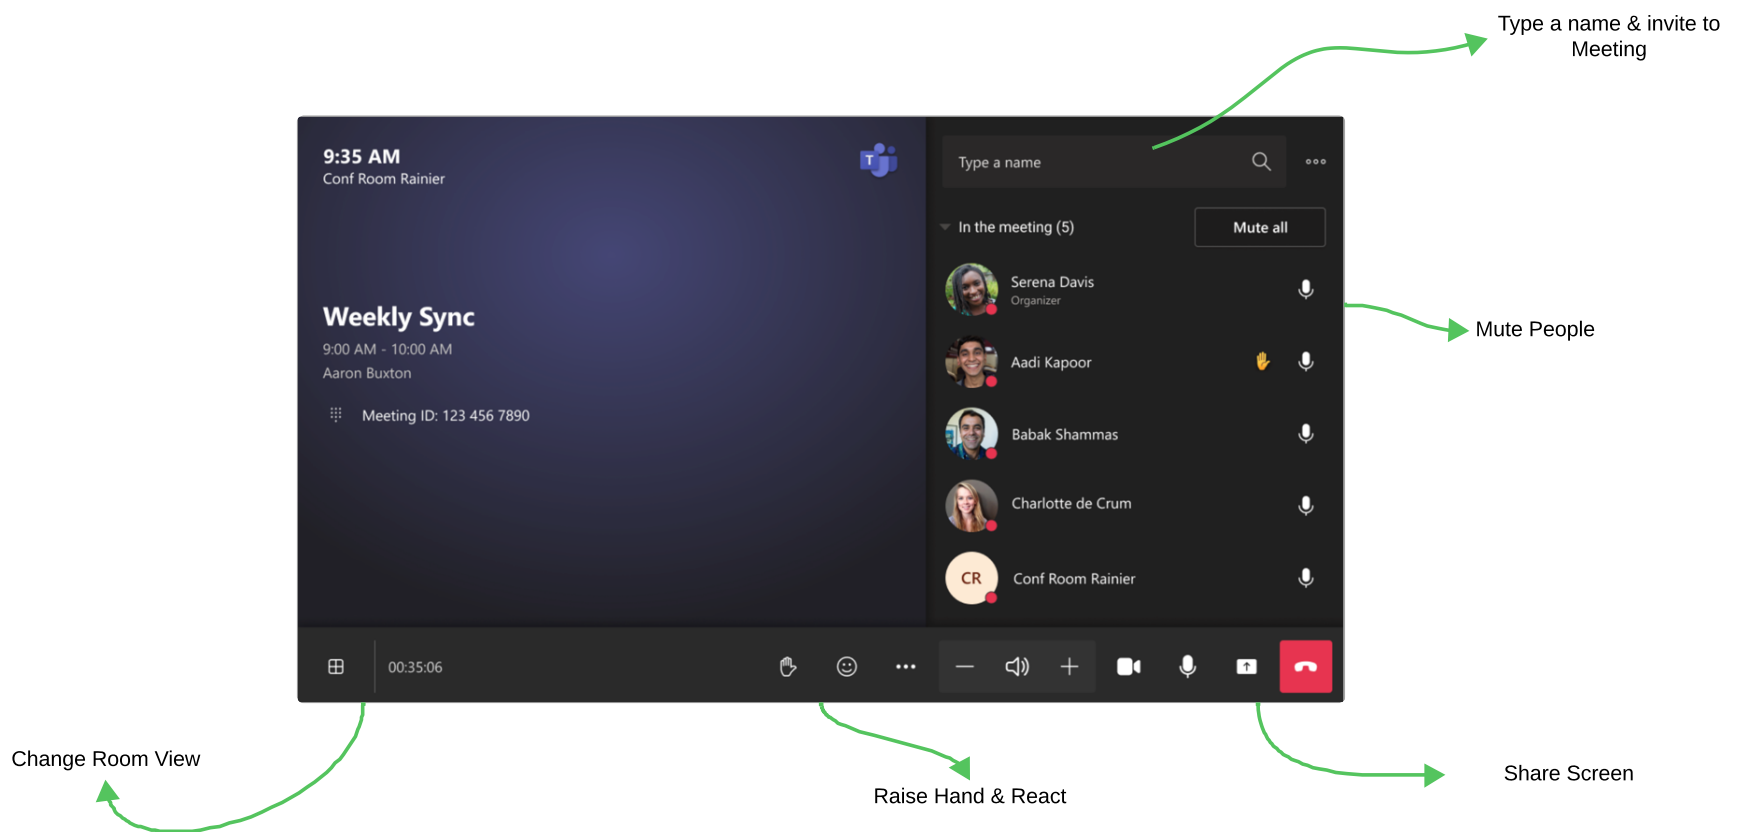 Type a name & invite to
Meeting
9:35 AM
Conf Room Rainier
T
Type a name
In the meeting (5)
Mute all
Serena Davis
Organizer
Weekly Sync
9:00 AM - 10:00 AM
Aaron Buxton
Meeting ID: 123 456 7890
Aadi Kapoor
Babak Shammas
Charlotte de Crum
CR
Conf Room Rainier
Mute People
00:35:06
Change Room View
Raise Hand & React
Share Screen